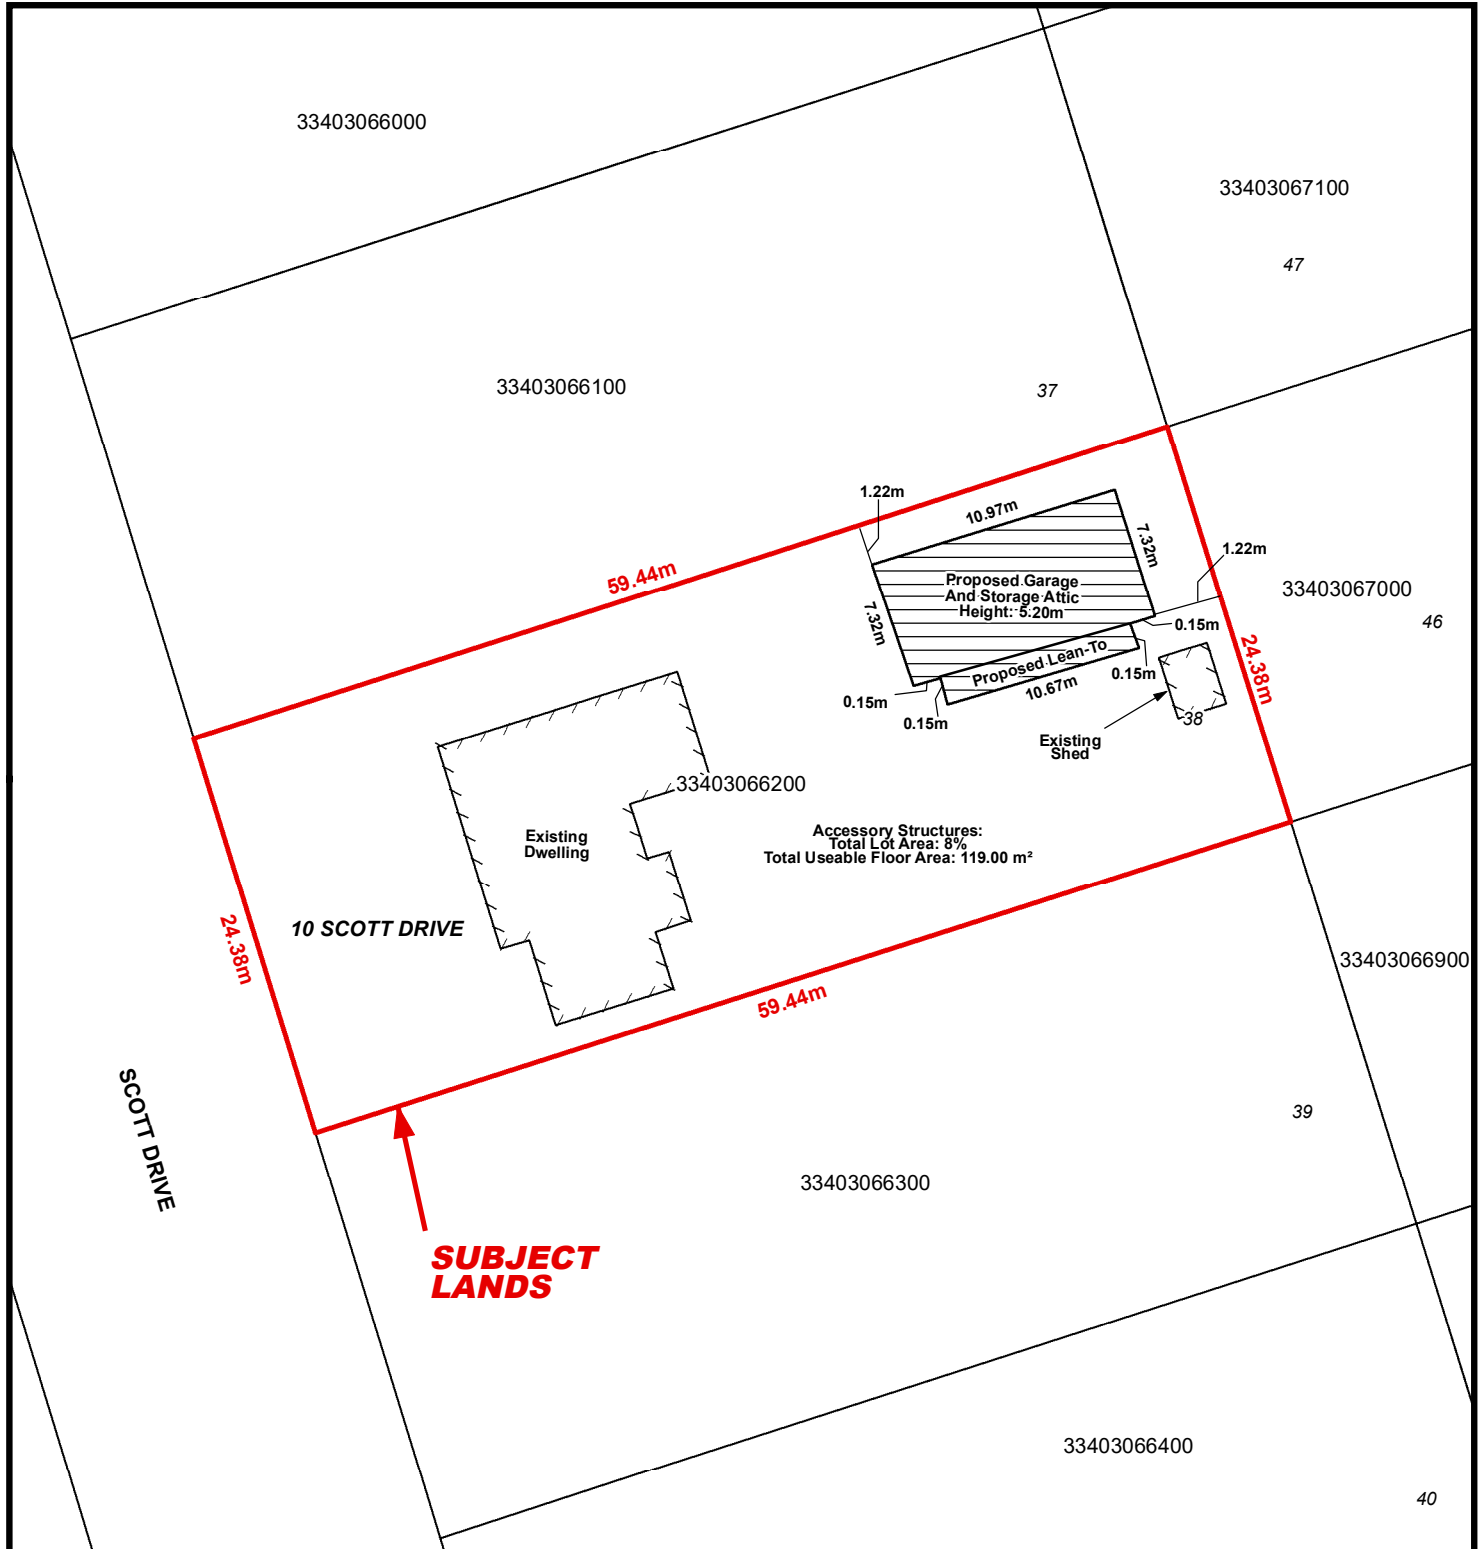 33403066000
33403067100
47
33403066100
37
1.22m
10.97m
7.32m
1.22m
59.44m
Proposed Garage
And Storage Attic
Height: 5.20m
33403067000
7.32m
0.15m
46
Proposed Lean-To
24.38m
0.15m
10.67m
0.15m
0.15m
38
Existing
Shed
33403066200
Existing
Dwelling
Accessory Structures:
Total Lot Area: 8%
Total Useable Floor Area: 119.00 m²
10 SCOTT DRIVE
24.38m
33403066900
59.44m
SCOTT DRIVE
39
33403066300
SUBJECT
LANDS
33403066400
40